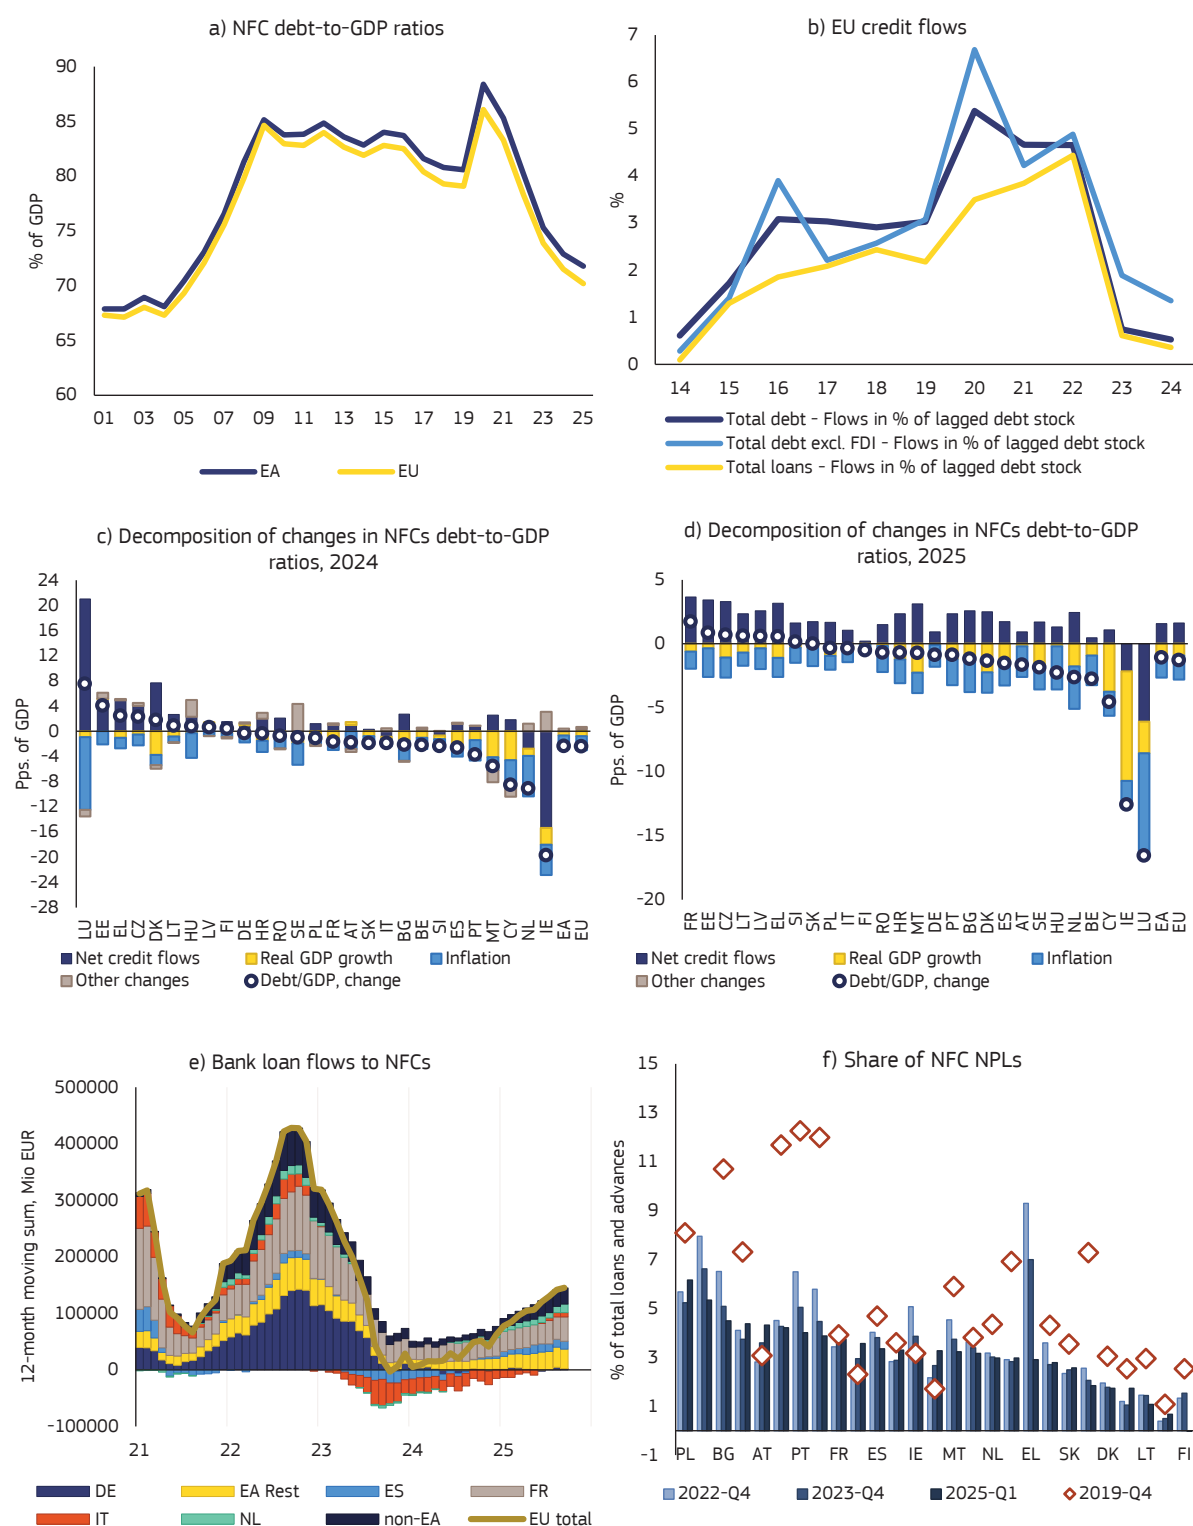 a) NFC debt-to-GDP ratios
% of GDP
90
85
80
75
70
65
60
01 03 05 07 09 11 13 15 17 19 21 23 25
EA EU
b) EU credit flows
%
7
6
5
4
3
2
1
0
14 15 16 17 18 19 20 21 22 23 24
Total debt - Flows in % of lagged debt stock
Total debt excl. FDI - Flows in % of lagged debt stock
Total loans - Flows in % of lagged debt stock
c) Decomposition of changes in NFCs debt-to-GDP
ratios, 2024
Pps. of GDP
24
20
16
12
8
4
0
-4
-8
-12
-16
-20
-24
-28
LU EE EL CZ DK LT HU LV FI DE HR RO SE PL FR AT SK IT BG BE SI ES PT MT CY NL IE EA EU
Net credit flows Real GDP growth Inflation
Other changes Debt/GDP, change
d) Decomposition of changes in NFCs debt-to-GDP
ratios, 2025
Pps. of GDP
5
0
-5
-10
-15
-20
FR EE CZ LT LV EL SI SK PL IT FI RO HR MT DE PT BG DK ES AT SE HU NL BE CY IE LU EA EU
Net credit flows Real GDP growth Inflation
Other changes Debt/GDP, change
e) Bank loan flows to NFCs
12-month moving sum, Mio EUR
500000
400000
300000
200000
100000
0
-100000
21 22 23 24 25
DE EA Rest ES FR
IT NL non-EA EU total
f) Share of NFC NPLs
% of total loans and advances
15
13
11
9
7
5
3
1
-1
PL BG AT PT FR ES IE MT NL EL SK DK LT FI
2022-Q4 2023-Q4 2025-Q1 2019-Q4